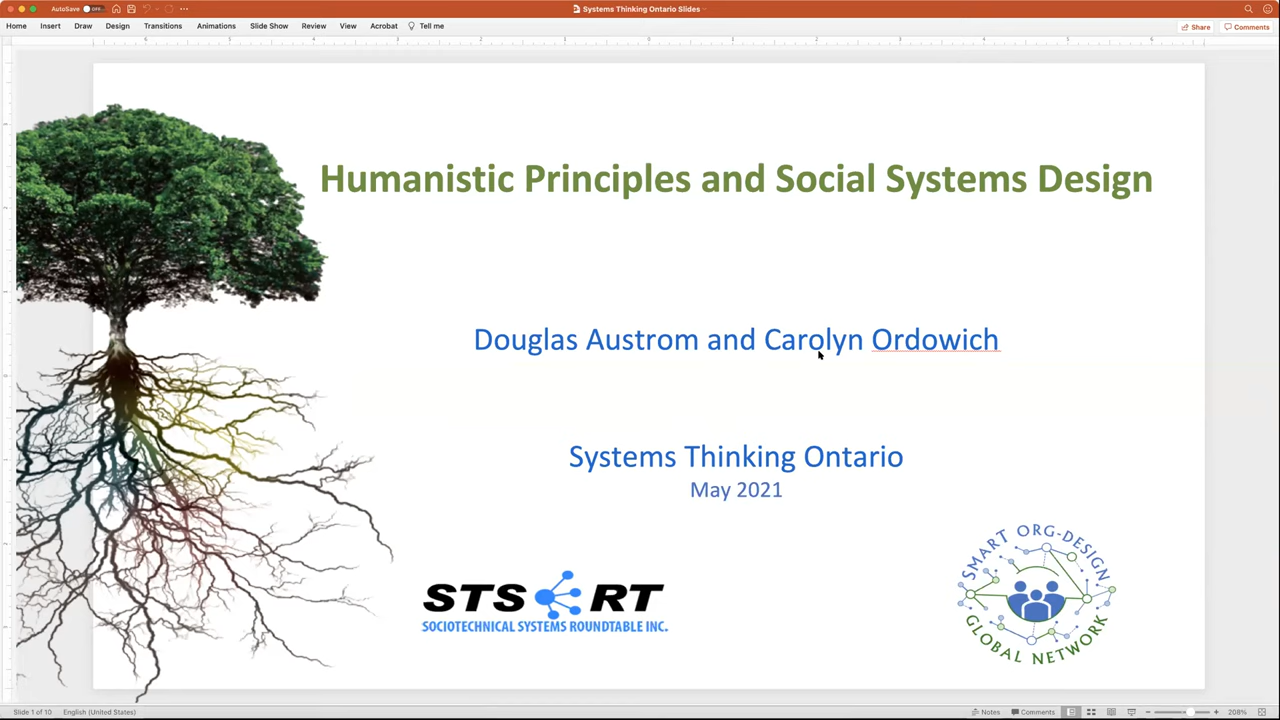 AutoSave OFF
Systems Thinking Ontario Slides
Home Insert Draw Design Transitions Animations Slide Show Review View Acrobat Tell me
Share Comments
Humanistic Principles and Social Systems Design
Douglas Austrom and Carolyn Ordowich
Systems Thinking Ontario
May 2021
STS RT
SOCIOTECHNICAL SYSTEMS ROUNDTABLE INC.
SMART ORG-DESIGN
GLOBAL NETWORK
Slide 1 of 10 English (United States) Notes Comments 208%